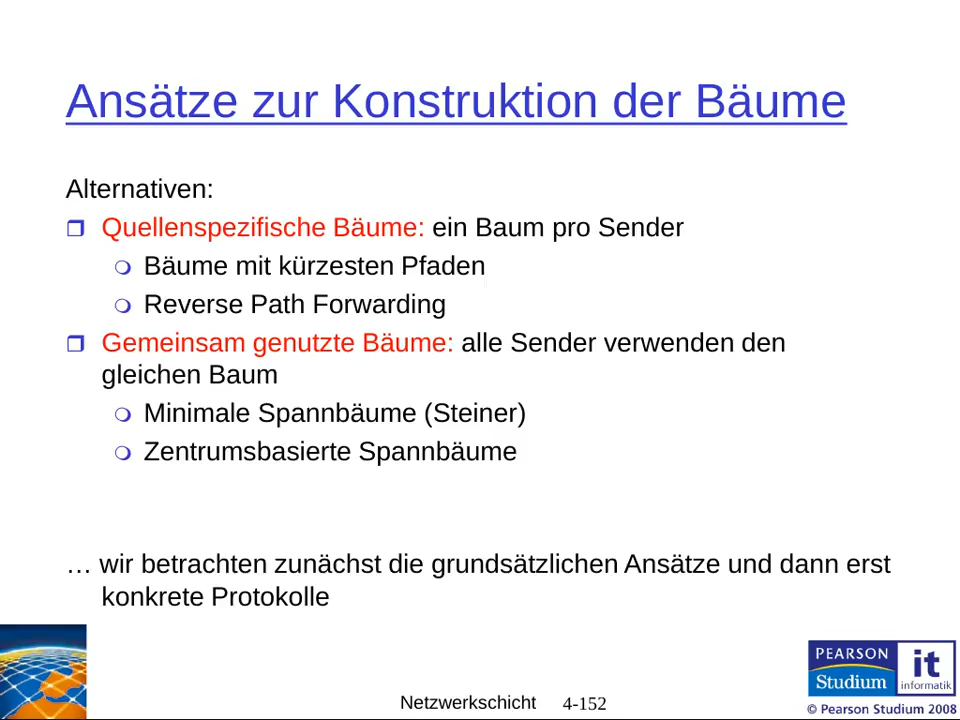 Ansätze zur Konstruktion der Bäume
Alternativen:
Quellenspezifische Bäume: ein Baum pro Sender
Bäume mit kürzesten Pfaden
Reverse Path Forwarding
Gemeinsam genutzte Bäume: alle Sender verwenden den
gleichen Baum
Minimale Spannbäume (Steiner)
Zentrumsbasierte Spannbäume
… wir betrachten zunächst die grundsätzlichen Ansätze und dann erst
konkrete Protokolle
Netzwerkschicht 4-152
PEARSON
Studium
it
informatik
© Pearson Studium 2008